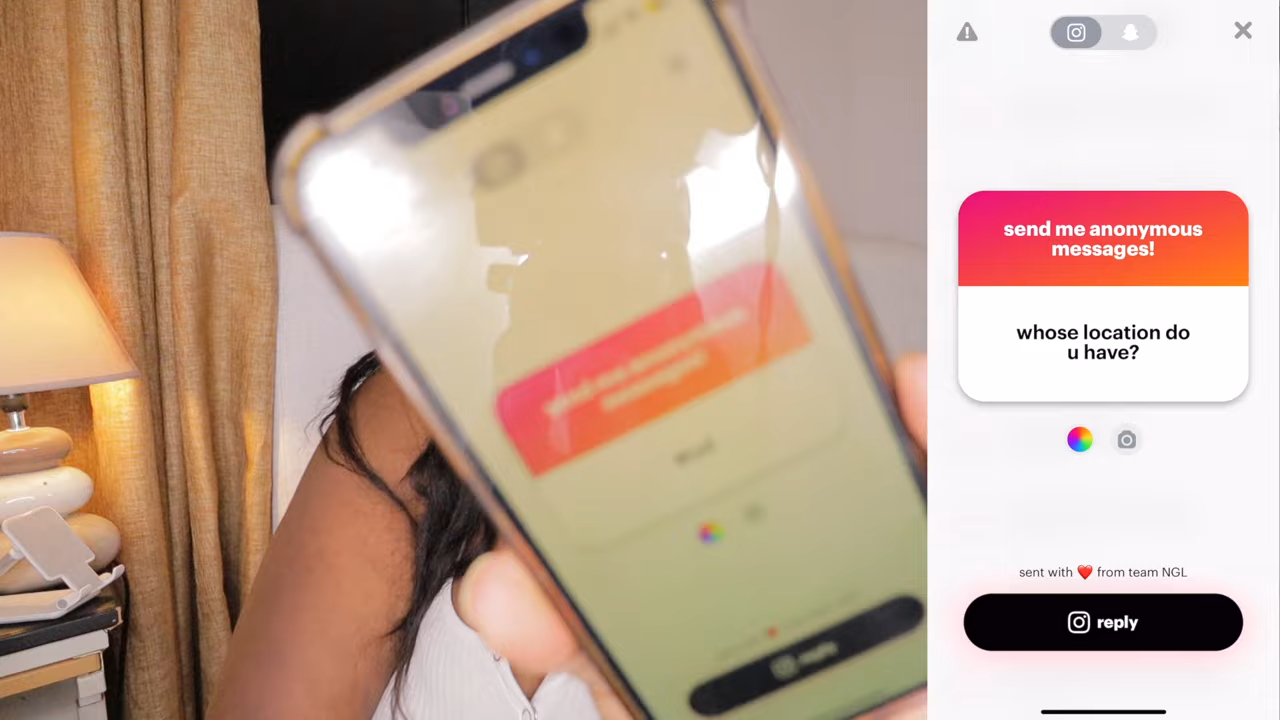 send me anonymous
messages!
whose location do
u have?
sent with ❤️ from team NGL
reply